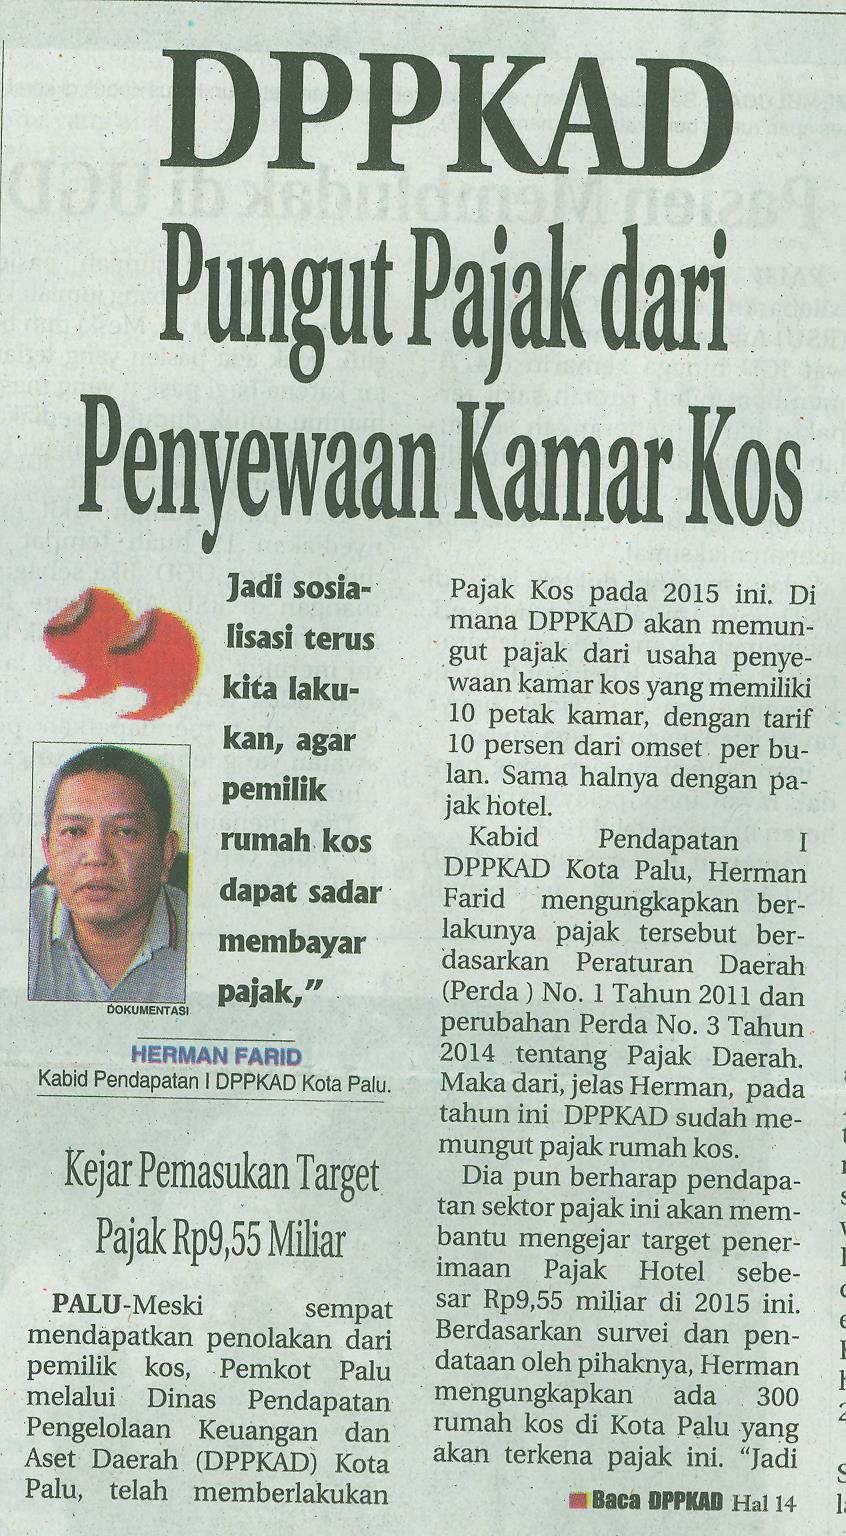 DPPKAD
Pungut Pajak dari
Penyewaan Kamar Kos
Jadi sosia-
lisasi terus
kita laku-
kan, agar
pemilik
rumah kos
dapat sadar
membayar
pajak,”
DOKUMENTASI
HERMAN FARID
Kabid Pendapatan I DPPKAD Kota Palu.
Kejar Pemasukan Target
Pajak Rp9,55 Miliar
PALU-Meski sempat
mendapatkan penolakan dari
pemilik kos, Pemkot Palu
melalui Dinas Pendapatan
Pengelolaan Keuangan dan
Aset Daerah (DPPKAD) Kota
Palu, telah memberlakukan
Pajak Kos pada 2015 ini. Di
mana DPPKAD akan memun-
gut pajak dari usaha penye-
waan kamar kos yang memiliki
10 petak kamar, dengan tarif
10 persen dari omset per bu-
lan. Sama halnya dengan pa-
jak hotel.
Kabid Pendapatan I
DPPKAD Kota Palu, Herman
Farid mengungkapkan ber-
lakunya pajak tersebut ber-
dasarkan Peraturan Daerah
(Perda ) No. 1 Tahun 2011 dan
perubahan Perda No. 3 Tahun
2014 tentang Pajak Daerah.
Maka dari, jelas Herman, pada
tahun ini DPPKAD sudah me-
mungut pajak rumah kos.
Dia pun berharap pendapa-
tan sektor pajak ini akan mem-
bantu mengejar target pener-
imaan Pajak Hotel sebe-
sar Rp9,55 miliar di 2015 ini.
Berdasarkan survei dan pen-
dataan oleh pihaknya, Herman
mengungkapkan ada 300
rumah kos di Kota Palu yang
akan terkena pajak ini. “Jadi
Baca DPPKAD Hal 14